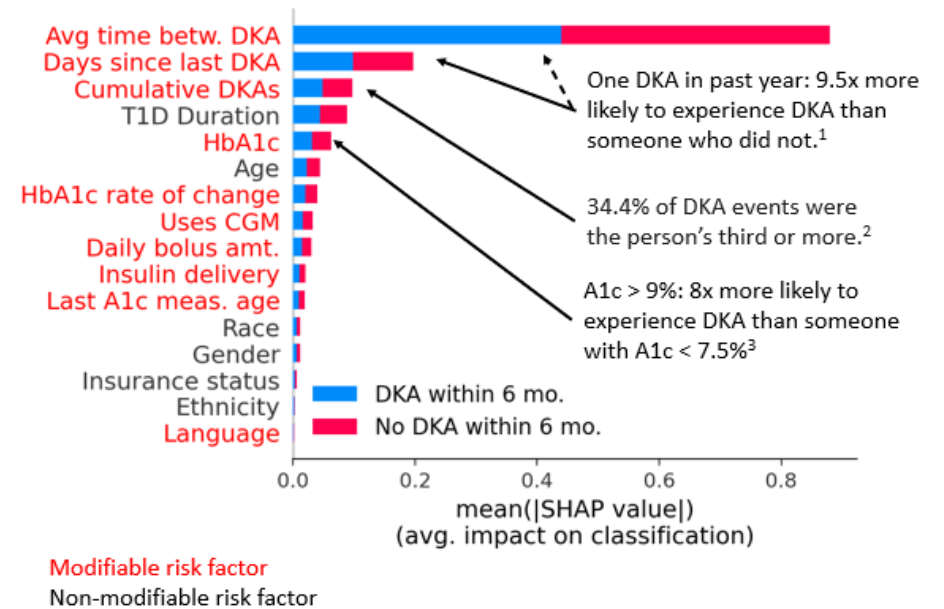 Avg time betw. DKA
Days since last DKA
Cumulative DKAs
T1D Duration
HbA1c
Age
HbA1c rate of change
Uses CGM
Daily bolus amt.
Insulin delivery
Last A1c meas. age
Race
Gender
Insurance status
Ethnicity
Language
One DKA in past year: 9.5x more
likely to experience DKA than
someone who did not.¹
34.4% of DKA events were
the person’s third or more.²
A1c > 9%: 8x more likely to
experience DKA than someone
with A1c < 7.5%³
DKA within 6 mo.
No DKA within 6 mo.
0.0 0.2 0.4 0.6 0.8
mean(|SHAP value|)
(avg. impact on classification)
Modifiable risk factor
Non-modifiable risk factor